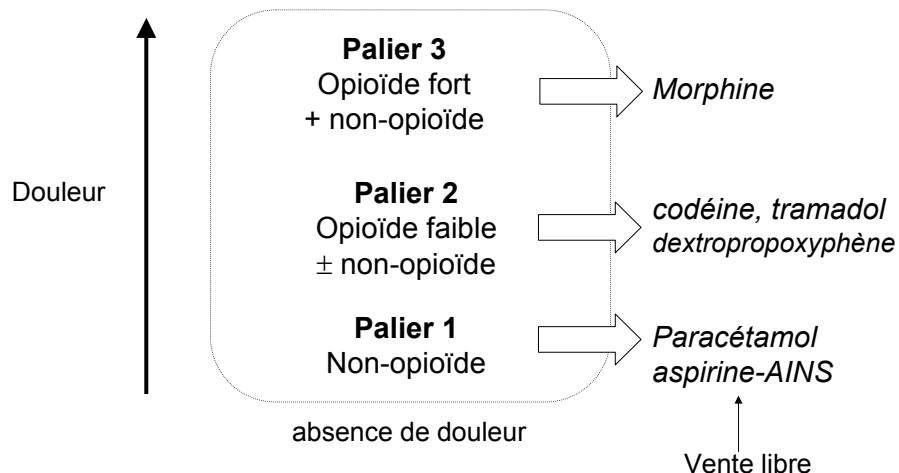 Palier 3
Opioïde fort
+ non-opioïde
Morphine
Douleur
Palier 2
Opioïde faible
± non-opioïde
codéine, tramadol
dextropropoxyphène
Palier 1
Non-opioïde
Paracétamol
aspirine-AINS
absence de douleur
Vente libre